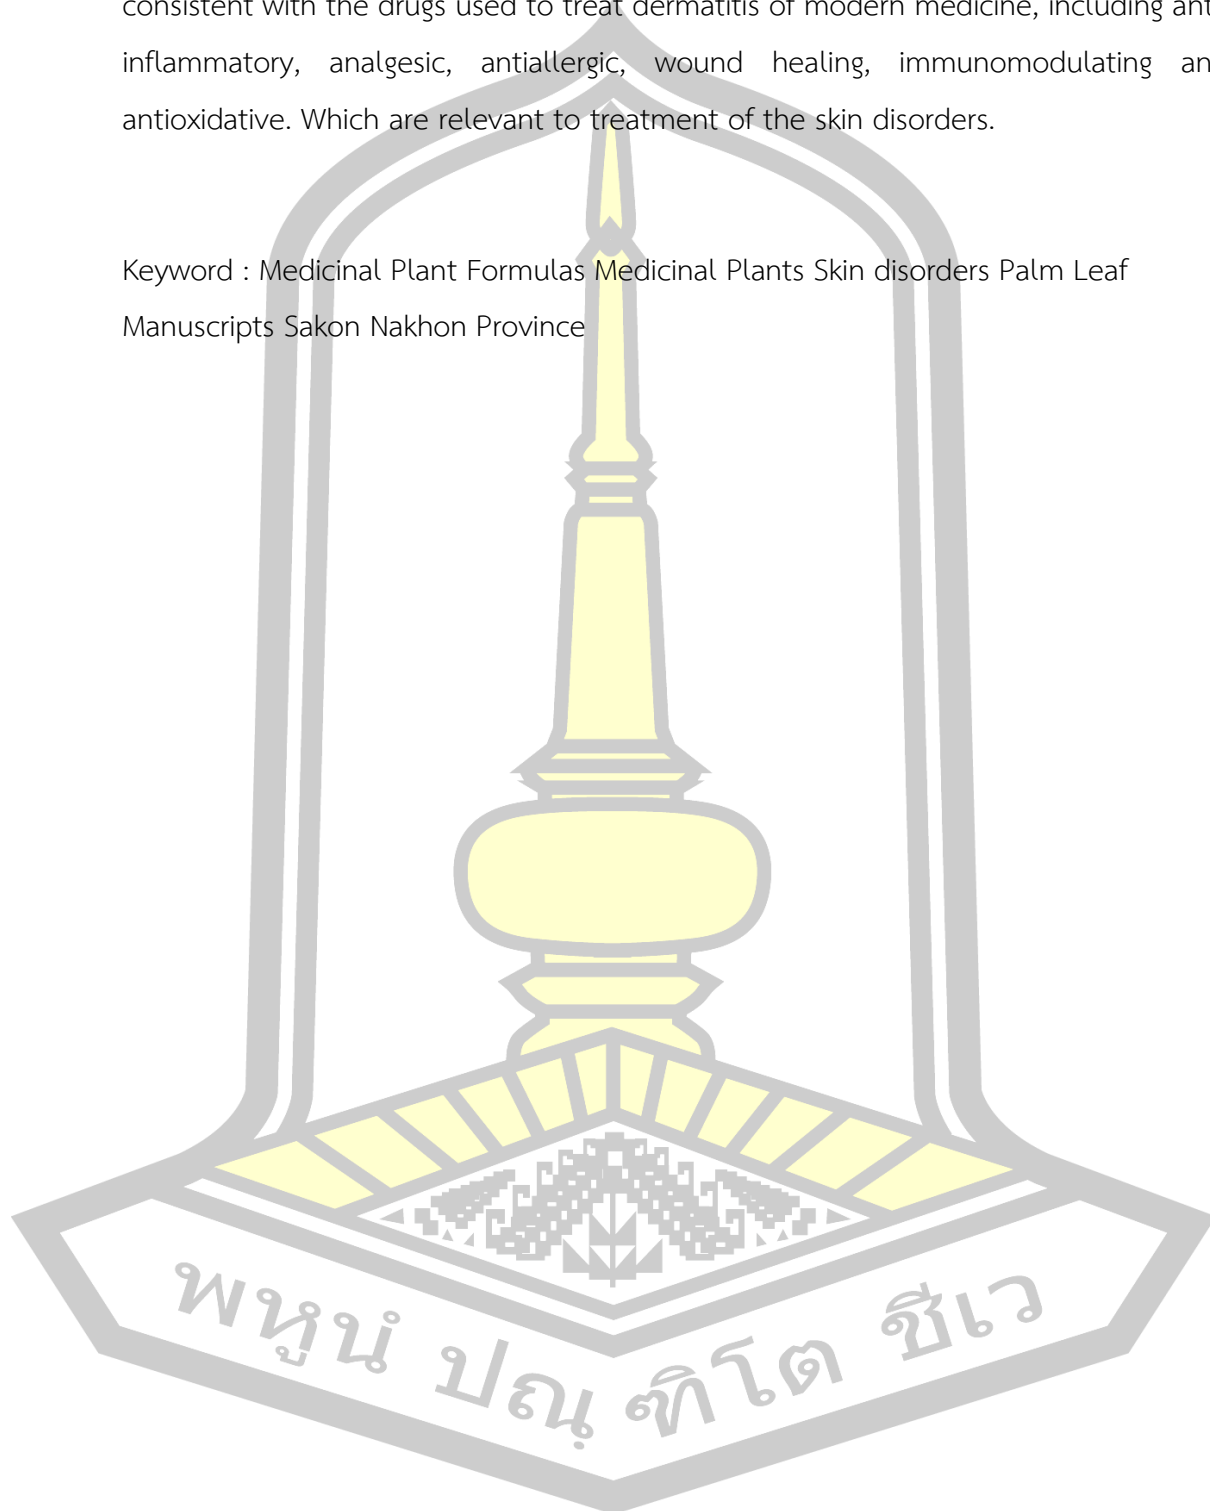 consistent with the drugs used to treat dermatitis of modern medicine, including ant
inflammatory, analgesic, antiallergic, wound healing, immunomodulating an
antioxidative. Which are relevant to treatment of the skin disorders.
Keyword : Medicinal Plant Formulas Medicinal Plants Skin disorders Palm Leaf
Manuscripts Sakon Nakhon Province
พหูนํ ปณฺฑิโต ชีเว